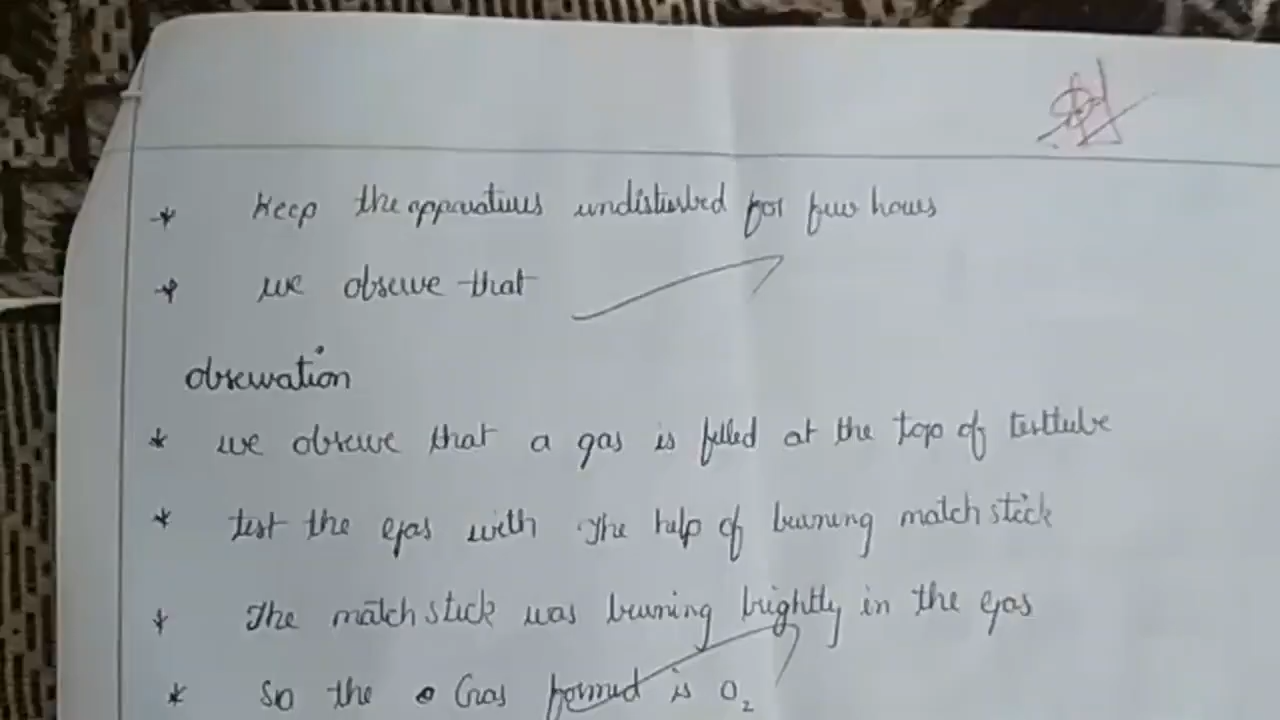 * Keep the apparatus undisturbed for few hours
* we observe that
observation
* we observe that a gas is filled at the top of testtube
* test the gas with The help of burning match stick
* The match stick was burning brightly in the gas
* So the Gas formed is O₂